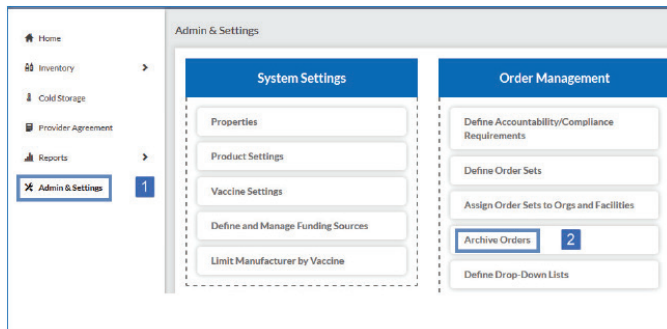 Home
Inventory
Cold Storage
Provider Agreement
Reports
Admin & Settings
1
Admin & Settings
System Settings
Properties
Product Settings
Vaccine Settings
Define and Manage Funding Sources
Limit Manufacturer by Vaccine
Order Management
Define Accountability/Compliance
Requirements
Define Order Sets
Assign Order Sets to Orgs and Facilities
Archive Orders
2
Define Drop-Down Lists